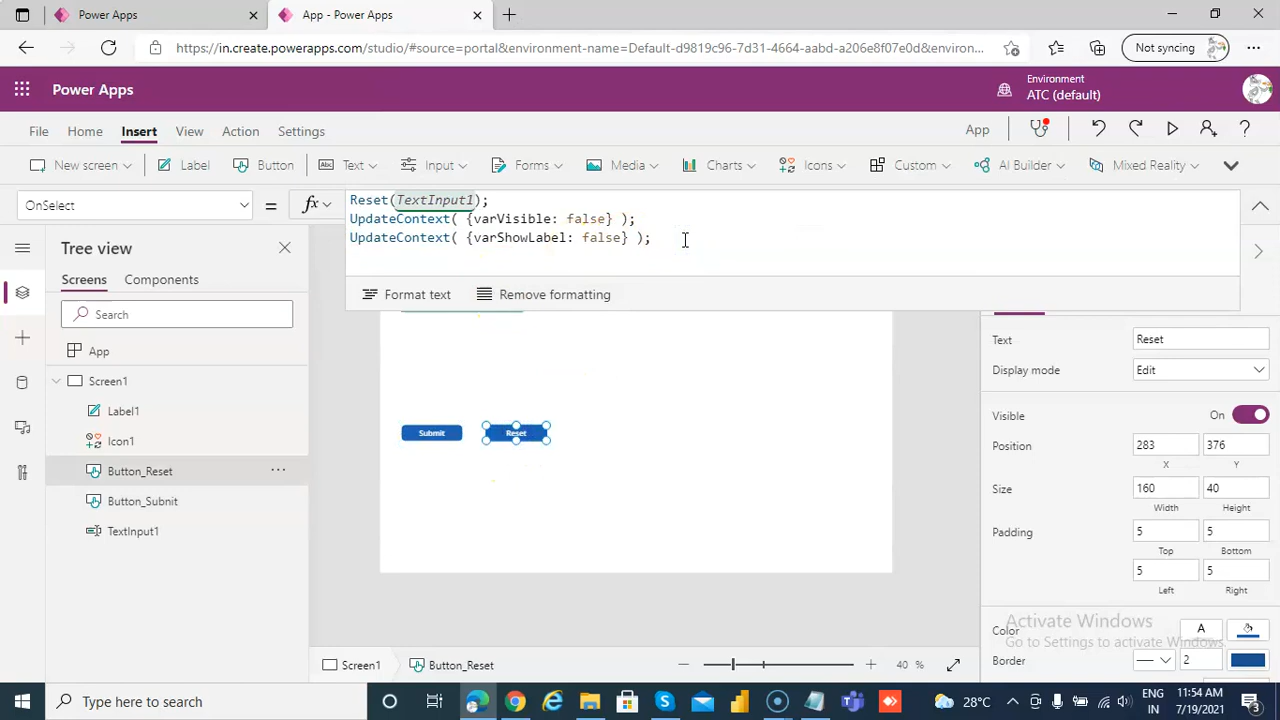 Power Apps
App - Power Apps
https://in.create.powerapps.com/studio/#source=portal&environment-name=Default-d9819c96-7d31-4664-aabd-a206e8f07e0d&environ...
Not syncing
Power Apps
Environment
ATC (default)
File
Home
Insert
View
Action
Settings
App
New screen
Label
Button
Text
Input
Forms
Media
Charts
Icons
Custom
AI Builder
Mixed Reality
OnSelect
=
fx
Reset(TextInput1);
UpdateContext( {varVisible: false} );
UpdateContext( {varShowLabel: false} );
Format text
Remove formatting
Tree view
Screens
Components
Search
App
Screen1
Label1
Icon1
Button_Reset
Button_Submit
TextInput1
Submit
Reset
Text
Reset
Display mode
Edit
Visible
On
Position
283
376
X
Y
Size
160
40
Width
Height
Padding
5
5
Top
Bottom
5
5
Left
Right
Color
A
Border
2
Activate Windows
Go to Settings to activate Windows.
Screen1
Button_Reset
40 %
Type here to search
28°C
ENG
IN
11:54 AM
7/19/2021
3